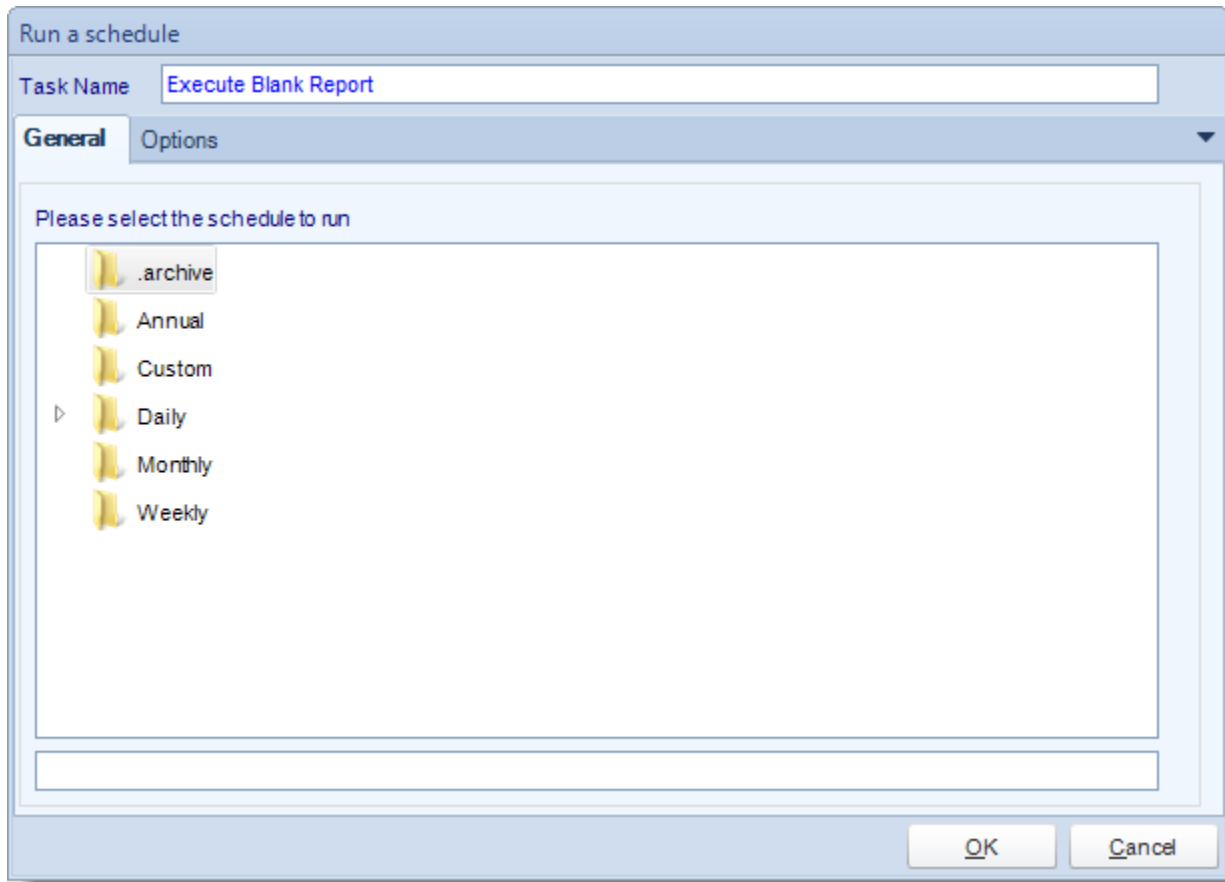 Run a schedule
Task Name Execute Blank Report
General Options
Please select the schedule to run
.archive
Annual
Custom
Daily
Monthly
Weekly
OK Cancel